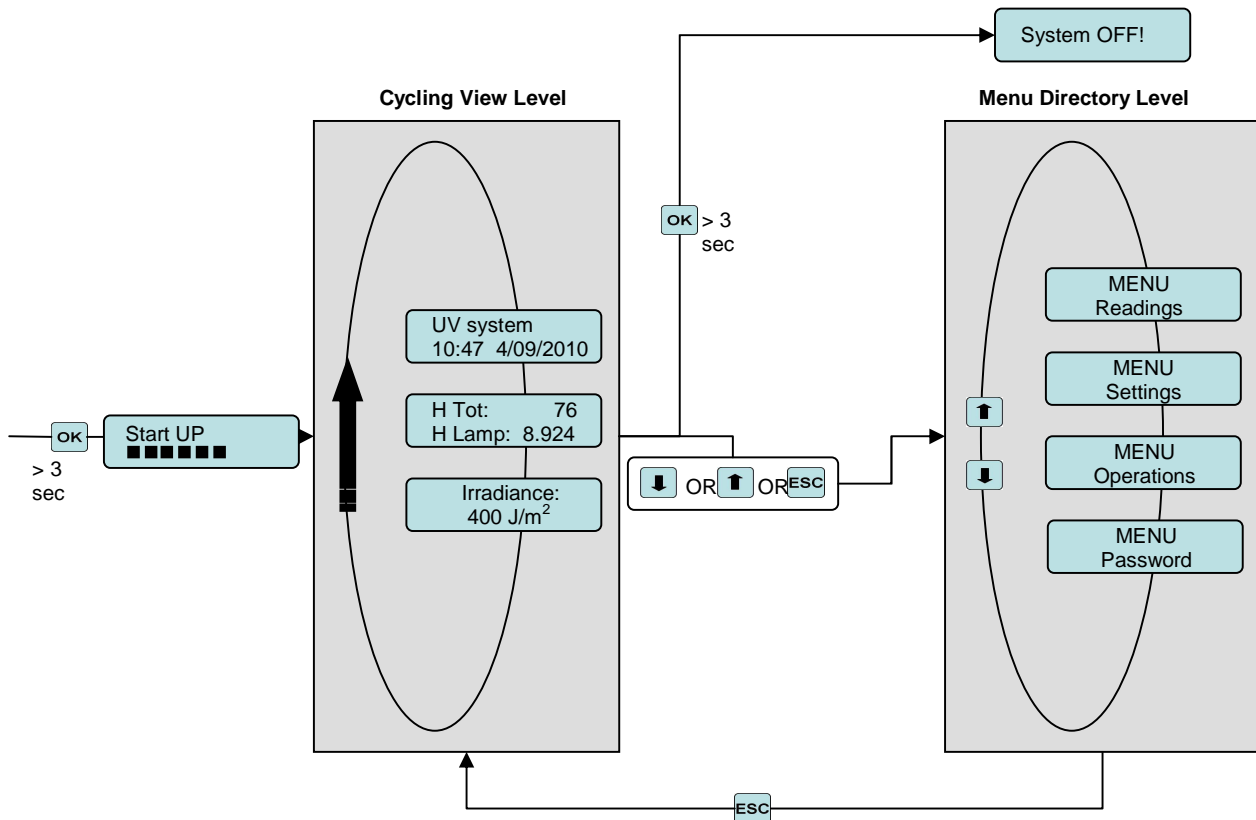 System OFF!
Cycling View Level
Menu Directory Level
OK > 3
sec
MENU
Readings
UV system
10:47 4/09/2010
MENU
Settings
H Tot: 76
H Lamp: 8.924
OK
> 3
sec
Start UP
OR OR ESC
MENU
Operations
Irradiance:
400 J/m²
MENU
Password
ESC